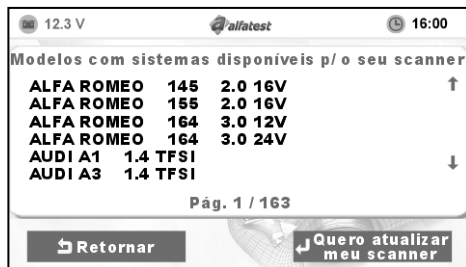 12.3 V alfatest 16:00
Modelos com sistemas disponíveis p/ o seu scanner
ALFA ROMEO 145 2.0 16V
ALFA ROMEO 155 2.0 16V
ALFA ROMEO 164 3.0 12V
ALFA ROMEO 164 3.0 24V
AUDI A1 1.4 TFSI
AUDI A3 1.4 TFSI
Pág. 1 / 163
Retornar
Quero atualizar
meu scanner